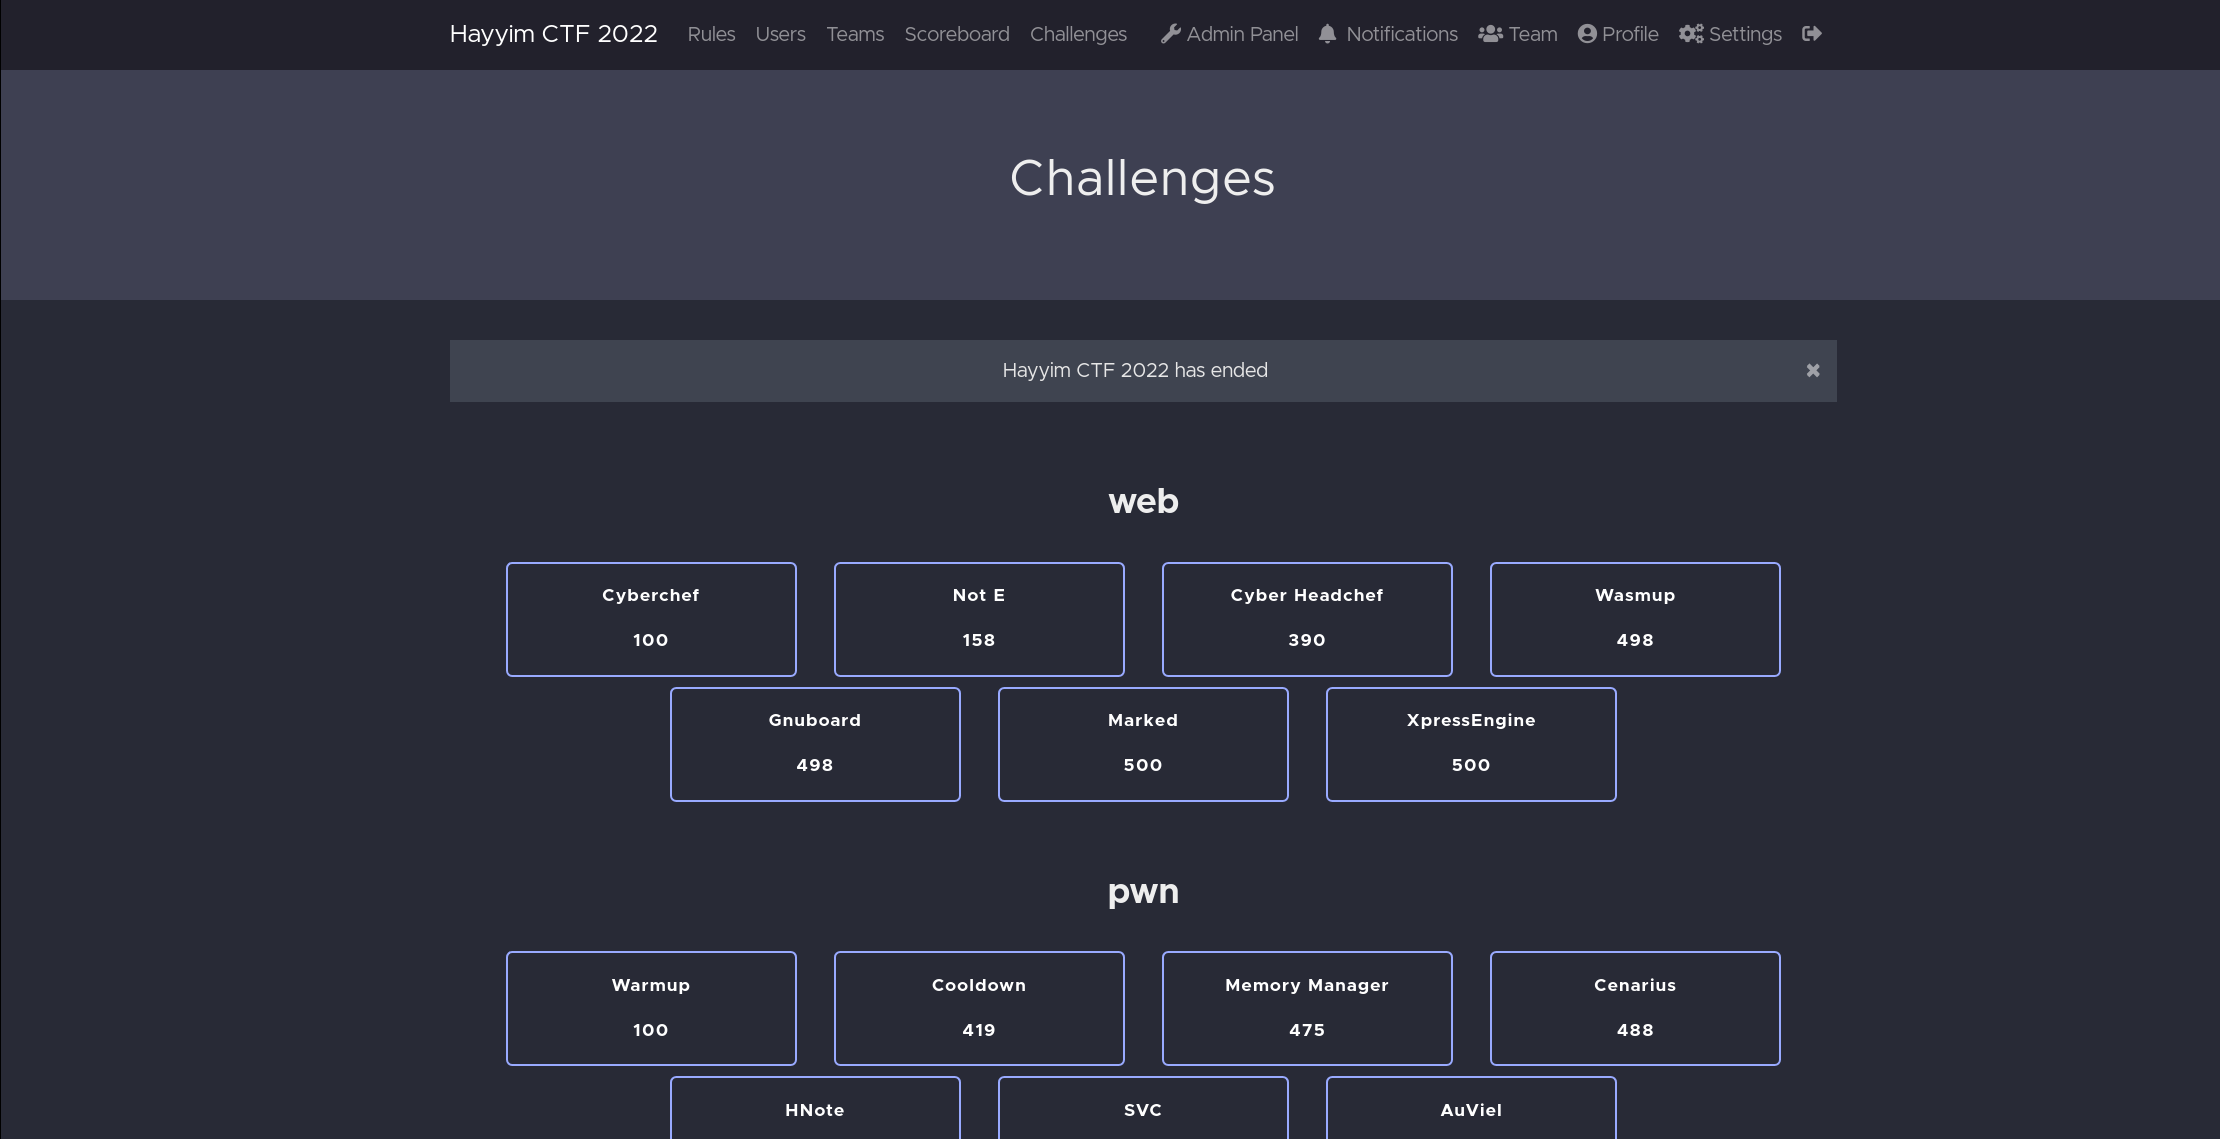 Hayyim CTF 2022 Rules Users Teams Scoreboard Challenges Admin Panel Notifications Team Profile Settings
Challenges
Hayyim CTF 2022 has ended
web
Cyberchef Not E Cyber Headchef Wasmup
100 158 390 498
Gnuboard Marked XpressEngine
498 500 500
pwn
Warmup Cooldown Memory Manager Cenarius
100 419 475 488
HNote SVC AuViel